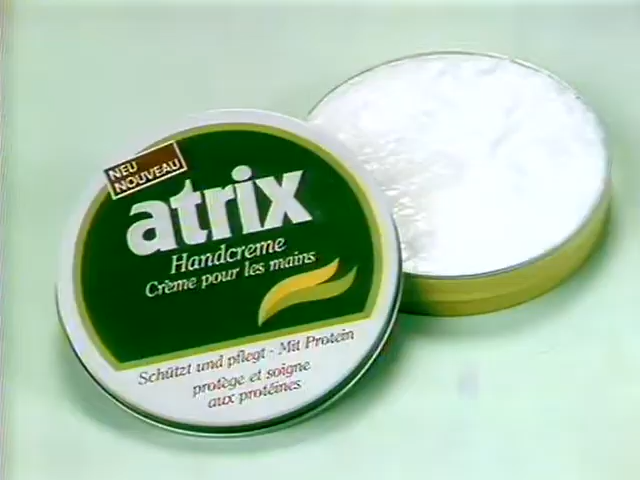 NEU
NOUVEAU
atrix
Handcreme
Crème pour les mains
Schützt und pflegt - Mit Protein
protège et soigne
aux protéines